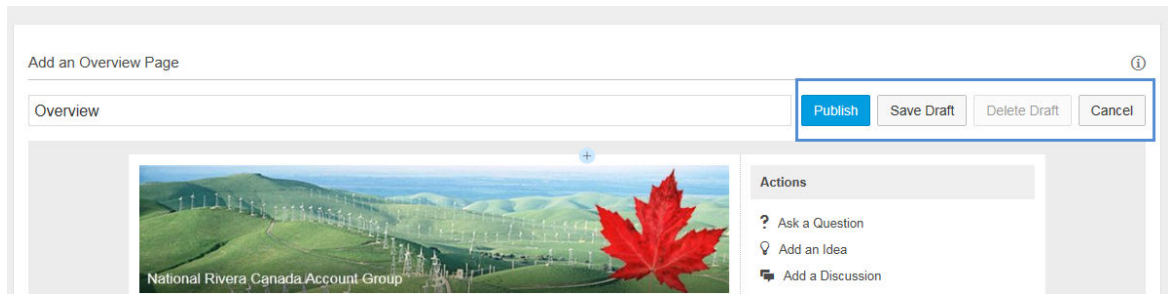 Add an Overview Page
Overview
Publish Save Draft Delete Draft Cancel
National Rivera Canada Account Group
Actions
? Ask a Question
Add an Idea
Add a Discussion